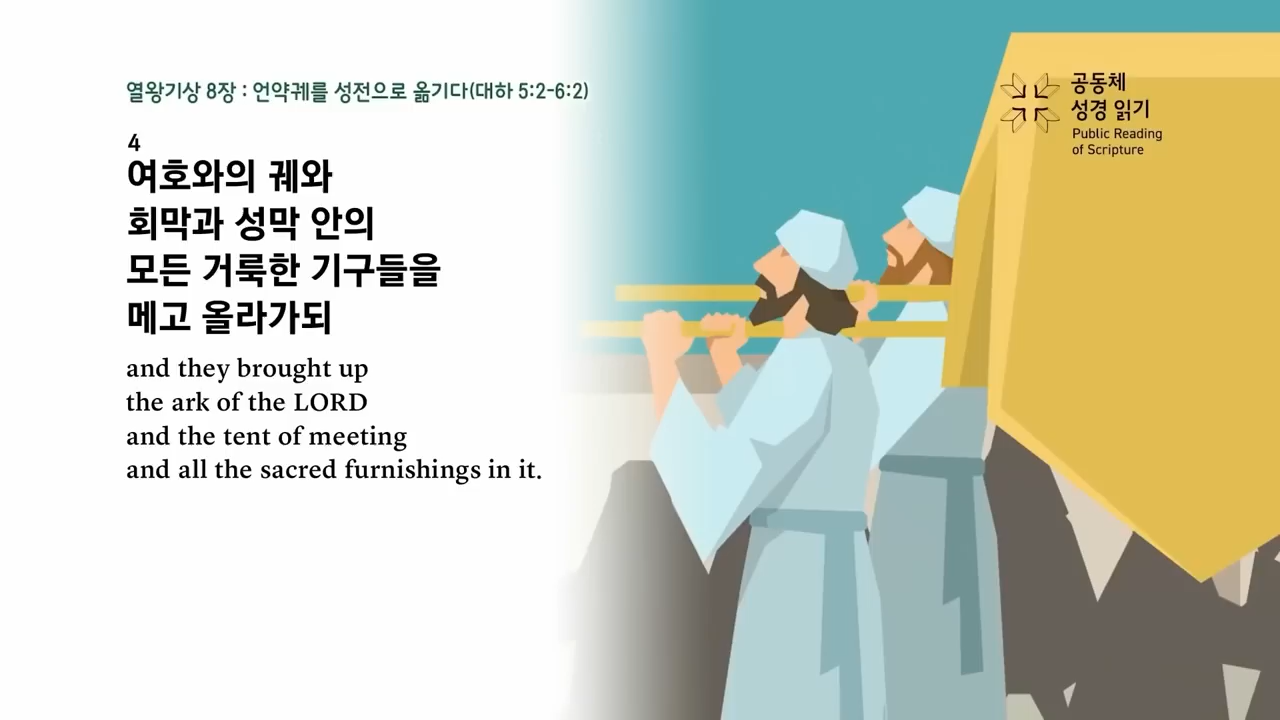 열왕기상 8장 : 언약궤를 성전으로 옮기다(대하 5:2-6:2)
4
여호와의 궤와
회막과 성막 안의
모든 거룩한 기구들을
메고 올라가되
and they brought up
the ark of the LORD
and the tent of meeting
and all the sacred furnishings in it.
공동체
성경 읽기
Public Reading
of Scripture